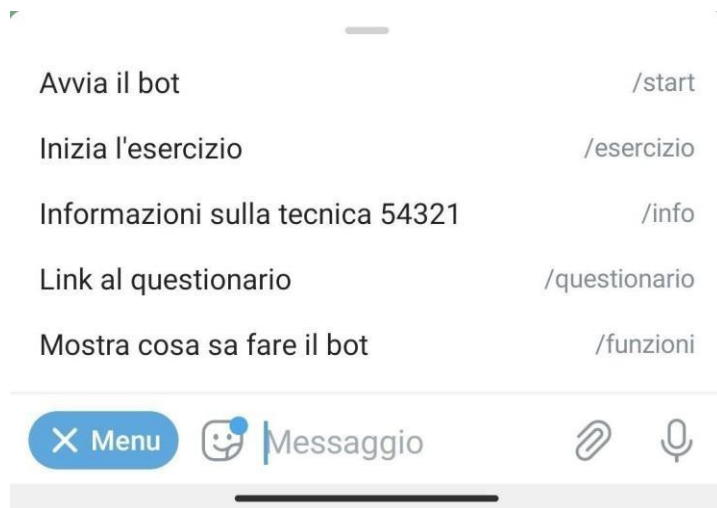 Avvia il bot /start
Inizia l'esercizio /esercizio
Informazioni sulla tecnica 54321 /info
Link al questionario /questionario
Mostra cosa sa fare il bot /funzioni
Menu Messaggio